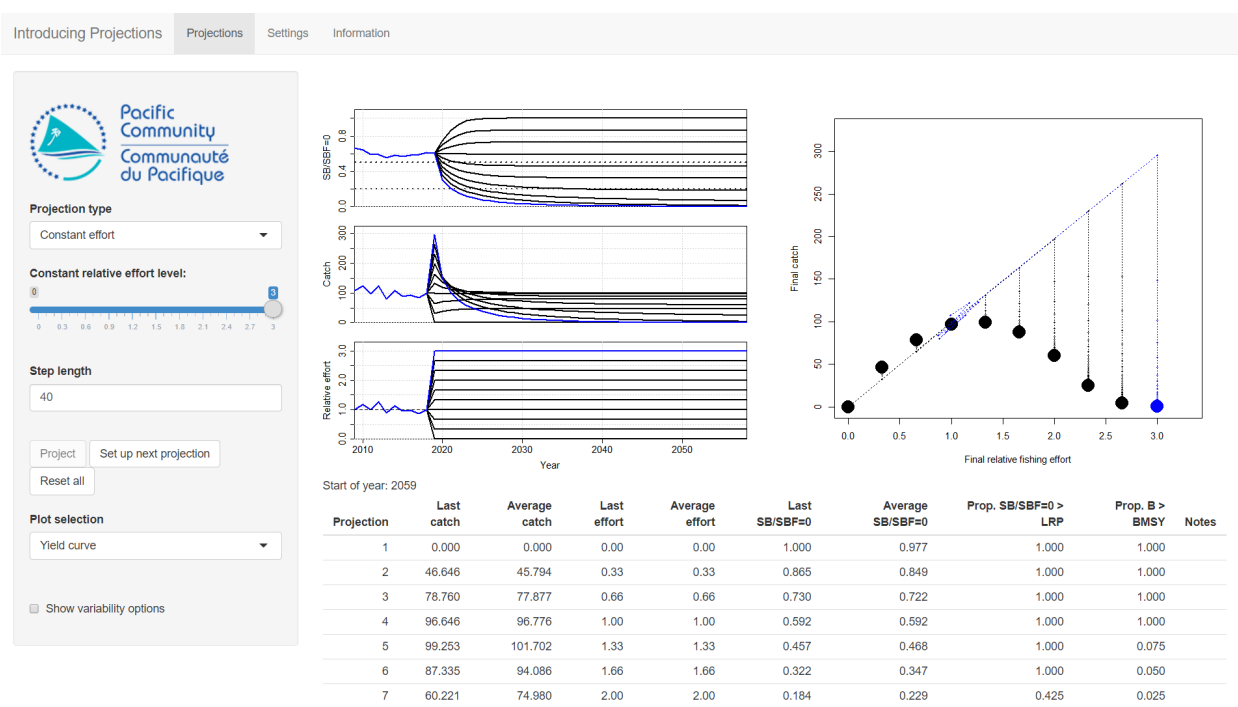 Introducing Projections Projections Settings Information
Pacific
Community
Communauté
du Pacifique
Projection type
Constant effort
Constant relative effort level:
0 3
0 0.3 0.6 0.9 1.2 1.5 1.8 2.1 2.4 2.7 3
Step length
40
Project Set up next projection
Reset all
Plot selection
Yield curve
Show variability options
SB/SBF=0
0.0 0.4 0.8
Catch
0 100 200 300
Relative effort
0.0 1.0 2.0 3.0
2010 2020 2030 2040 2050
Year
Final catch
0 50 100 150 200 250 300
0.0 0.5 1.0 1.5 2.0 2.5 3.0
Final relative fishing effort
Start of year: 2059
Projection Last catch Average catch Last effort Average effort Last SB/SBF=0 Average SB/SBF=0 Prop. SB/SBF=0 > LRP Prop. B > BMSY Notes
1 0.000 0.000 0.00 0.00 1.000 0.977 1.000 1.000
2 46.646 45.794 0.33 0.33 0.865 0.849 1.000 1.000
3 78.760 77.877 0.66 0.66 0.730 0.722 1.000 1.000
4 96.646 96.776 1.00 1.00 0.592 0.592 1.000 1.000
5 99.253 101.702 1.33 1.33 0.457 0.468 1.000 0.075
6 87.335 94.086 1.66 1.66 0.322 0.347 1.000 0.050
7 60.221 74.980 2.00 2.00 0.184 0.229 0.425 0.025